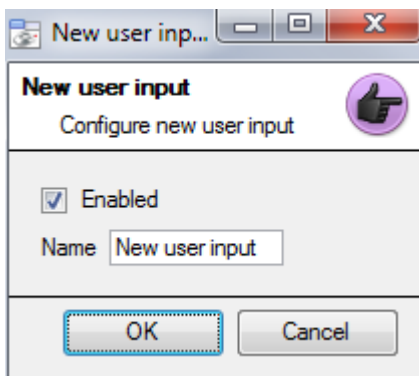 New user inp...
New user input
Configure new user input
Enabled
Name New user input
OK Cancel